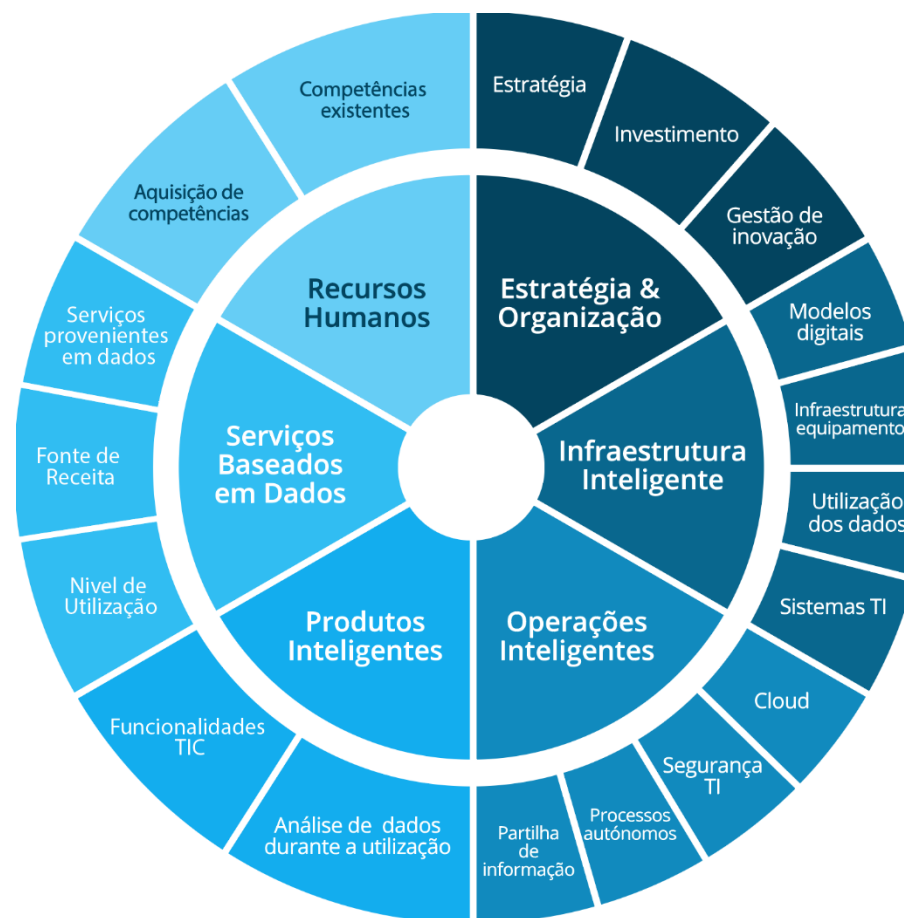 Competências
existentes
Estratégia
Investimento
Gestão de
inovação
Modelos
digitais
Infraestrutura
equipamento
Utilização
dos dados
Sistemas TI
Cloud
Segurança
TI
Processos
autónomos
Partilha
de
informação
Análise de dados
durante a utilização
Funcionalidades
TIC
Nivel de
Utilização
Fonte de
Receita
Serviços
provenientes
em dados
Aquisição de
competências
Recursos
Humanos
Estratégia &
Organização
Infraestrutura
Inteligente
Operações
Inteligentes
Produtos
Inteligentes
Serviços
Baseados
em Dados